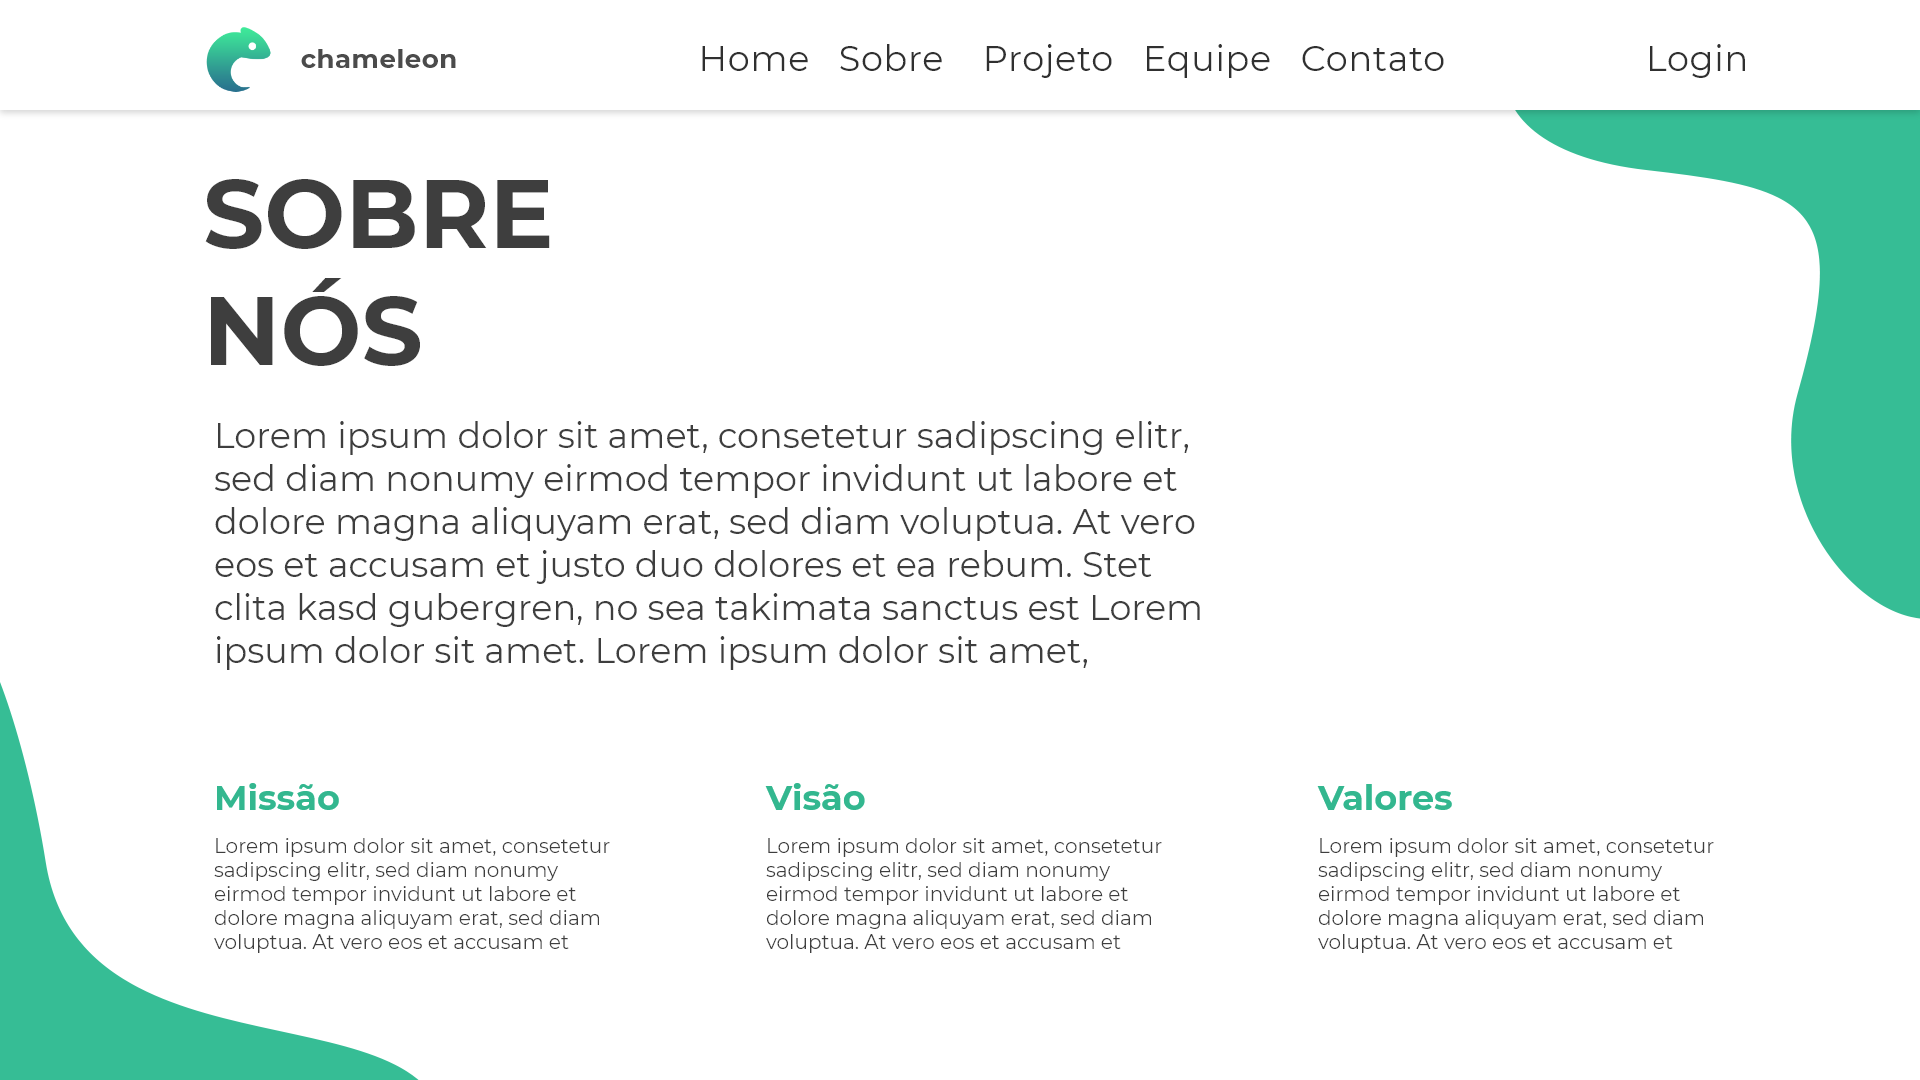 chameleon
Home Sobre Projeto Equipe Contato Login
SOBRE
NÓS
Lorem ipsum dolor sit amet, consetetur sadipscing elitr,
sed diam nonumy eirmod tempor invidunt ut labore et
dolore magna aliquyam erat, sed diam voluptua. At vero
eos et accusam et justo duo dolores et ea rebum. Stet
clita kasd gubergren, no sea takimata sanctus est Lorem
ipsum dolor sit amet. Lorem ipsum dolor sit amet,
Missão
Lorem ipsum dolor sit amet, consetetur
sadipscing elitr, sed diam nonumy
eirmod tempor invidunt ut labore et
dolore magna aliquyam erat, sed diam
voluptua. At vero eos et accusam et
Visão
Lorem ipsum dolor sit amet, consetetur
sadipscing elitr, sed diam nonumy
eirmod tempor invidunt ut labore et
dolore magna aliquyam erat, sed diam
voluptua. At vero eos et accusam et
Valores
Lorem ipsum dolor sit amet, consetetur
sadipscing elitr, sed diam nonumy
eirmod tempor invidunt ut labore et
dolore magna aliquyam erat, sed diam
voluptua. At vero eos et accusam et